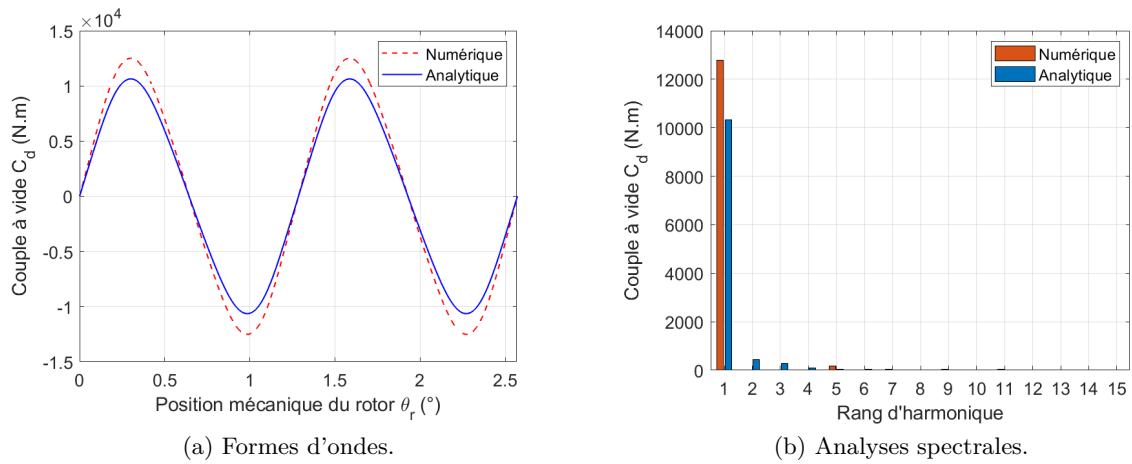 ×10⁴
1.5
1
0.5
0
-0.5
-1
-1.5
Couple à vide C_d (N.m)
0 0.5 1 1.5 2 2.5
Position mécanique du rotor θ_r (°)
Numérique
Analytique
(a) Formes d'ondes.
14000
12000
10000
8000
6000
4000
2000
0
Couple à vide C_d (N.m)
1 2 3 4 5 6 7 8 9 10 11 12 13 14 15
Rang d'harmonique
Numérique
Analytique
(b) Analyses spectrales.